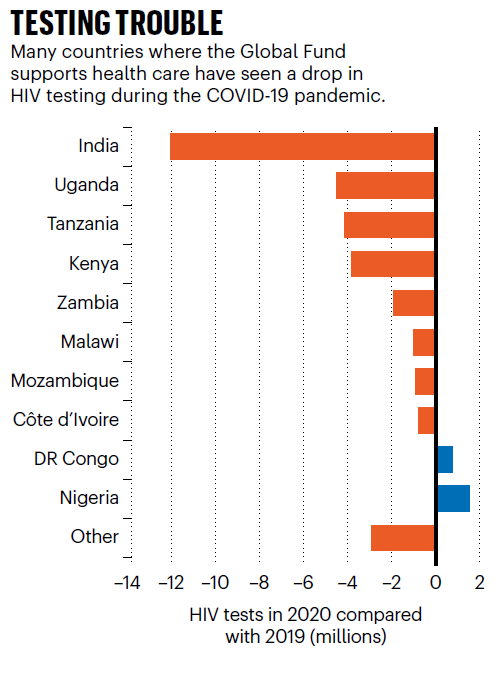 TESTING TROUBLE
Many countries where the Global Fund
supports health care have seen a drop in
HIV testing during the COVID-19 pandemic.
India
Uganda
Tanzania
Kenya
Zambia
Malawi
Mozambique
Côte d’Ivoire
DR Congo
Nigeria
Other
–14 –12 –10 –8 –6 –4 –2 0 2
HIV tests in 2020 compared
with 2019 (millions)